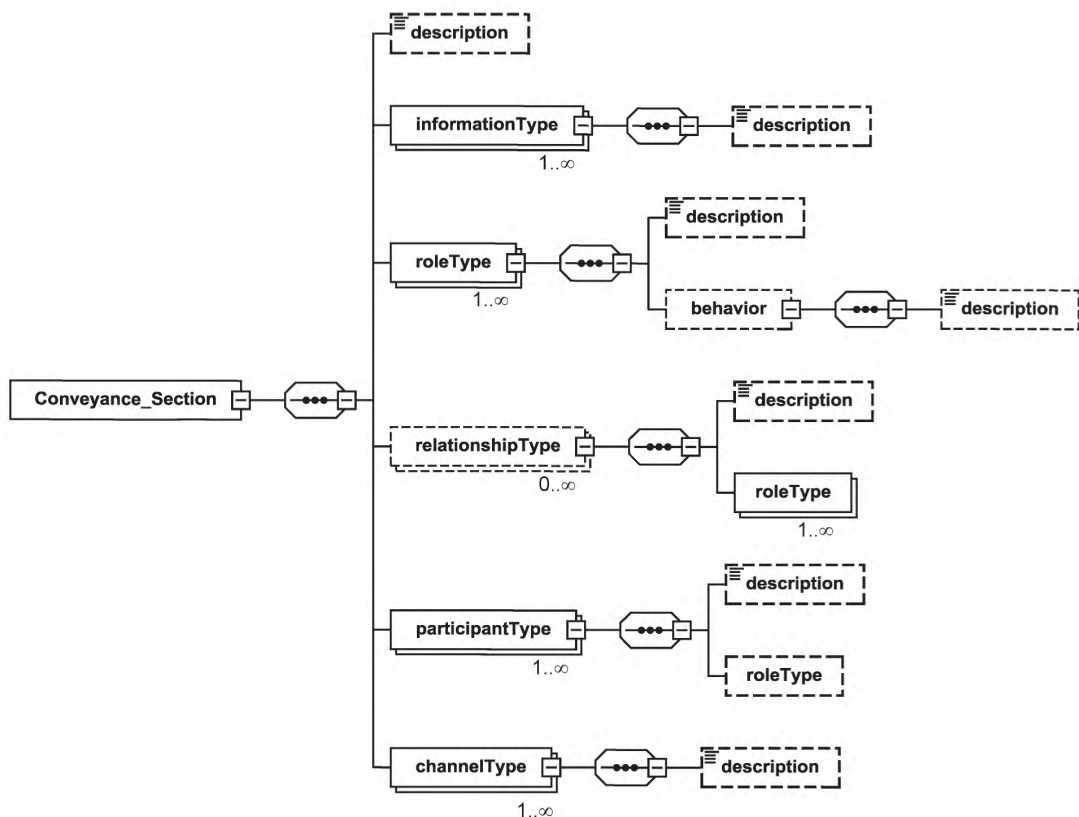 description
informationType
description
1..∞
description
roleType
1..∞
behavior
description
Conveyance_Section
description
relationshipType
0..∞
roleType
1..∞
description
participantType
1..∞
roleType
channelType
description
1..∞